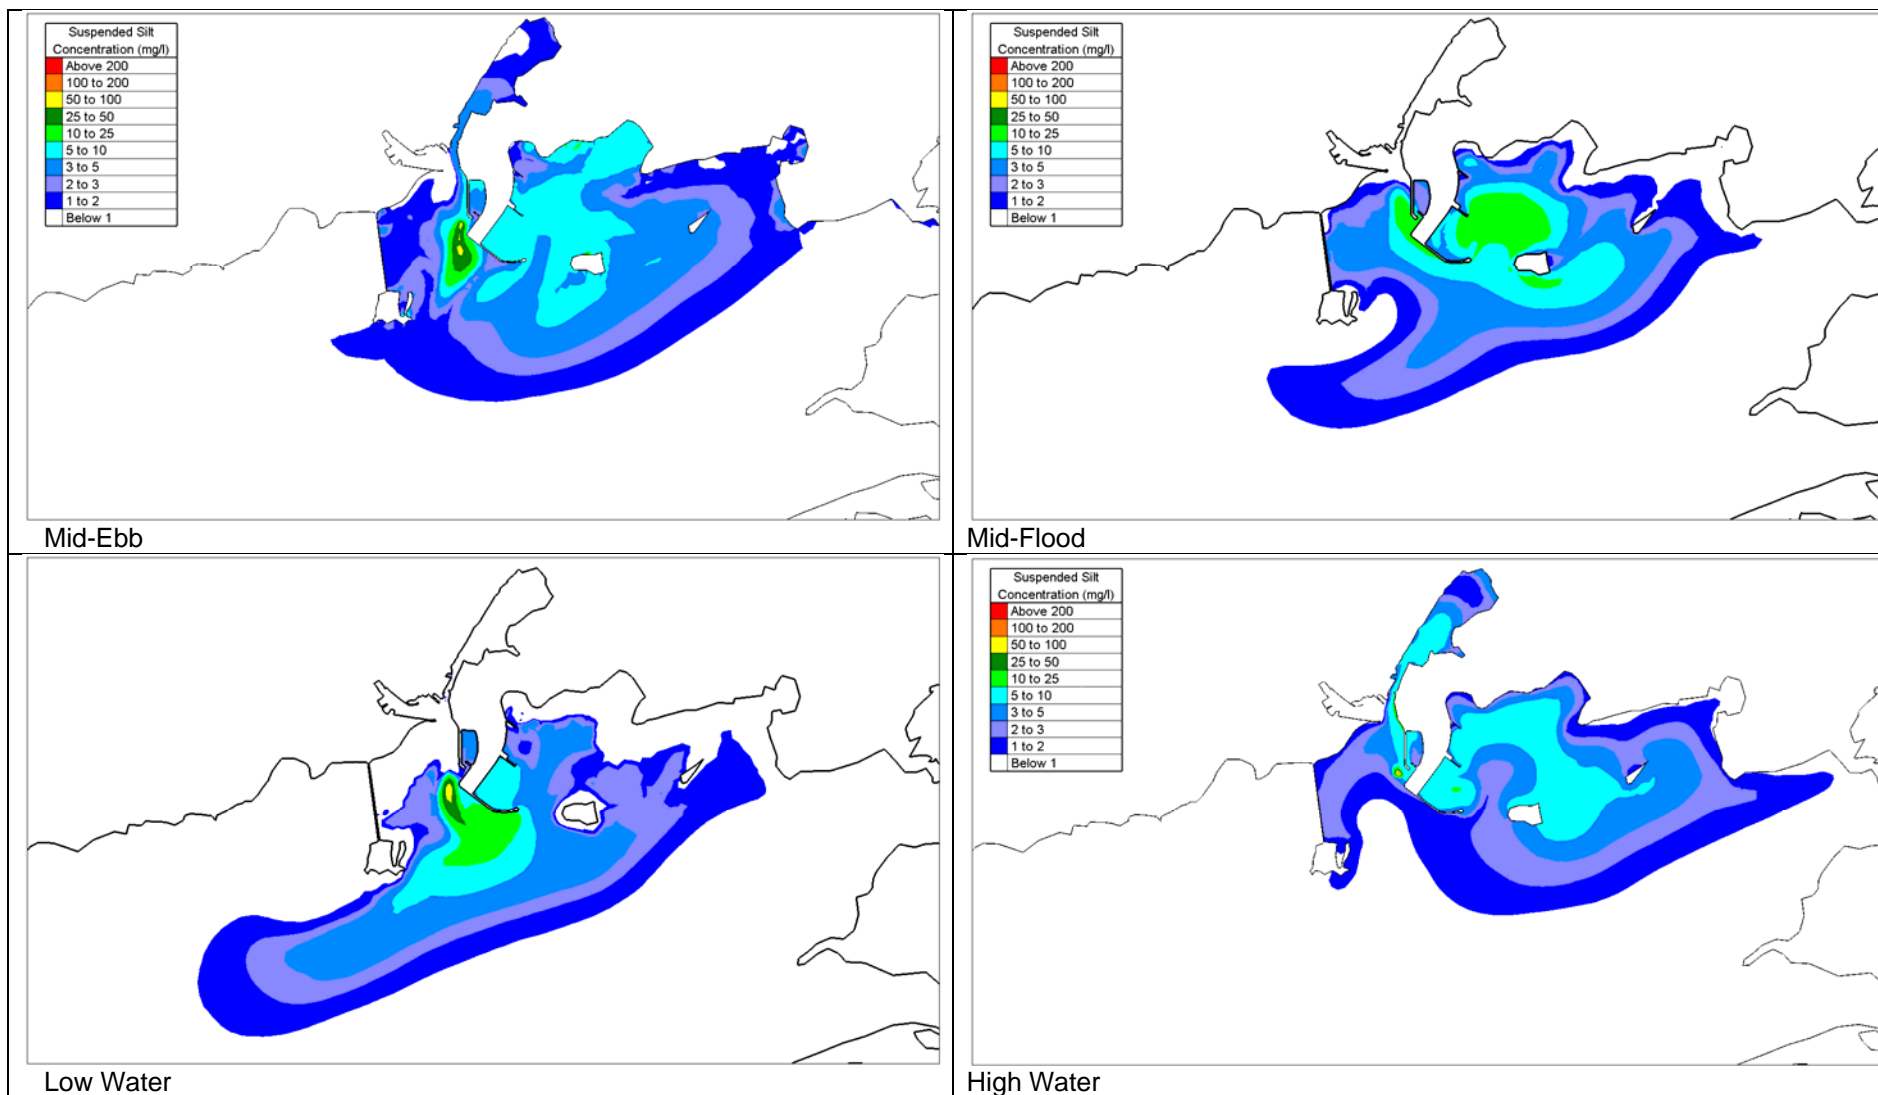 Suspended Silt
Concentration (mg/l)
Above 200
100 to 200
50 to 100
25 to 50
10 to 25
5 to 10
3 to 5
2 to 3
1 to 2
Below 1
Mid-Ebb
Suspended Silt
Concentration (mg/l)
Above 200
100 to 200
50 to 100
25 to 50
10 to 25
5 to 10
3 to 5
2 to 3
1 to 2
Below 1
Mid-Flood
Low Water
Suspended Silt
Concentration (mg/l)
Above 200
100 to 200
50 to 100
25 to 50
10 to 25
5 to 10
3 to 5
2 to 3
1 to 2
Below 1
High Water